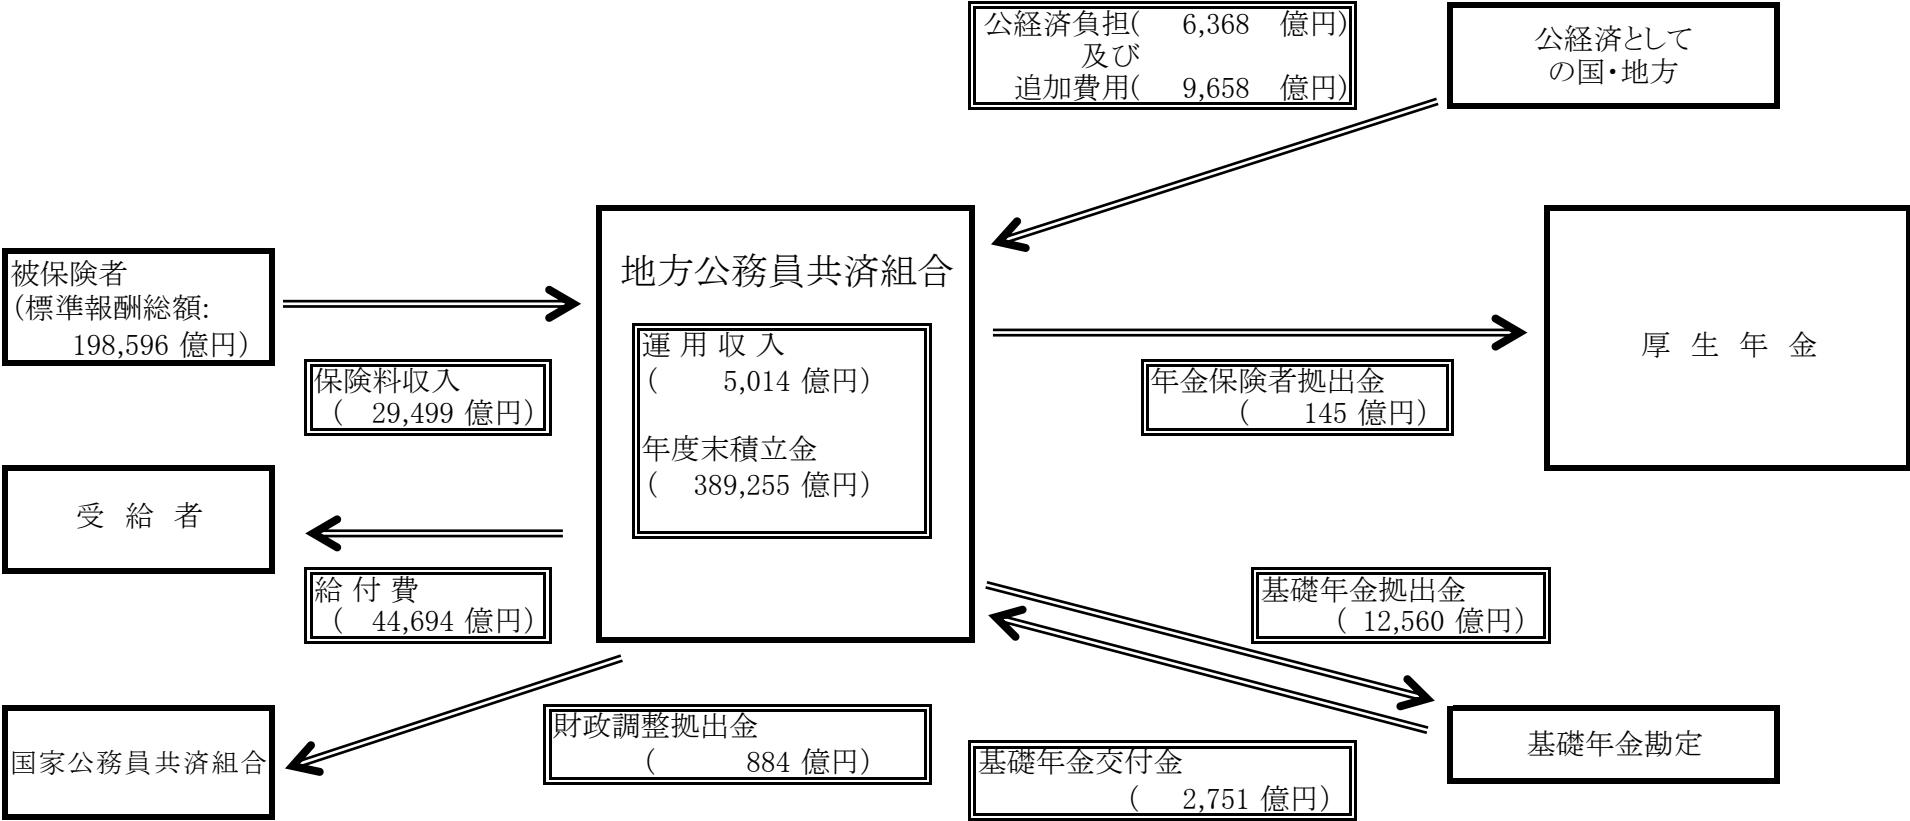 公経済負担( 6,368 億円)
及び
追加費用( 9,658 億円)
公経済として
の国・地方
地方公務員共済組合
被保険者
(標準報酬総額:
198,596 億円)
運 用 収 入
( 5,014 億円)
年度末積立金
( 389,255 億円)
厚 生 年 金
保険料収入
( 29,499 億円)
年金保険者拠出金
( 145 億円)
受 給 者
給 付 費
( 44,694 億円)
基礎年金拠出金
( 12,560 億円)
国家公務員共済組合
財政調整拠出金
( 884 億円)
基礎年金交付金
( 2,751 億円)
基礎年金勘定